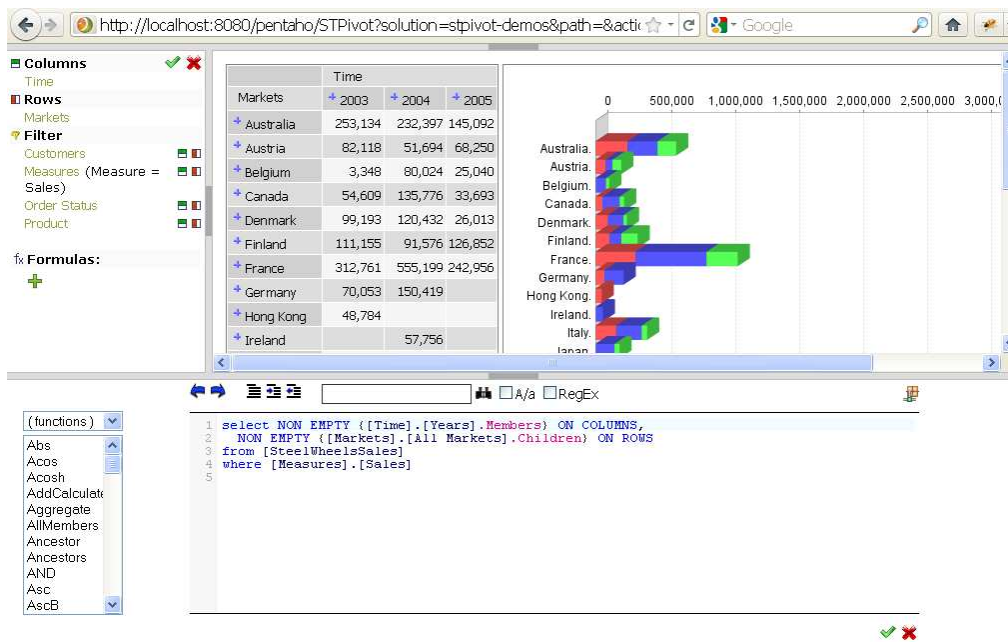 http://localhost:8080/pentaho/STPivot?solution=stpivot-demos&path=&actic
Google
Columns
Time
Rows
Markets
Filter
Customers
Measures (Measure = Sales)
Order Status
Product
fx Formulas:
Time
Markets 2003 2004 2005
Australia 253,134 232,397 145,092
Austria 82,118 51,694 68,250
Belgium 3,348 80,024 25,040
Canada 54,609 135,776 33,693
Denmark 99,193 120,432 26,013
Finland 111,155 91,576 126,852
France 312,761 555,199 242,956
Germany 70,053 150,419
Hong Kong 48,784
Ireland 57,756
0 500,000 1,000,000 1,500,000 2,000,000 2,500,000 3,000,(
Australia.
Austria.
Belgium.
Canada.
Denmark.
Finland.
France.
Germany.
Hong Kong.
Ireland.
Italy.
Japan
A/a RegEx
(functions)
Abs
Acos
Acosh
AddCalculate
Aggregate
AllMembers
Ancestor
Ancestors
AND
Asc
AscB
1 select NON EMPTY {[Time].[Years].Members} ON COLUMNS,
2 NON EMPTY {[Markets].[All Markets].Children} ON ROWS
3 from [SteelWheelsSales]
4 where [Measures].[Sales]
5